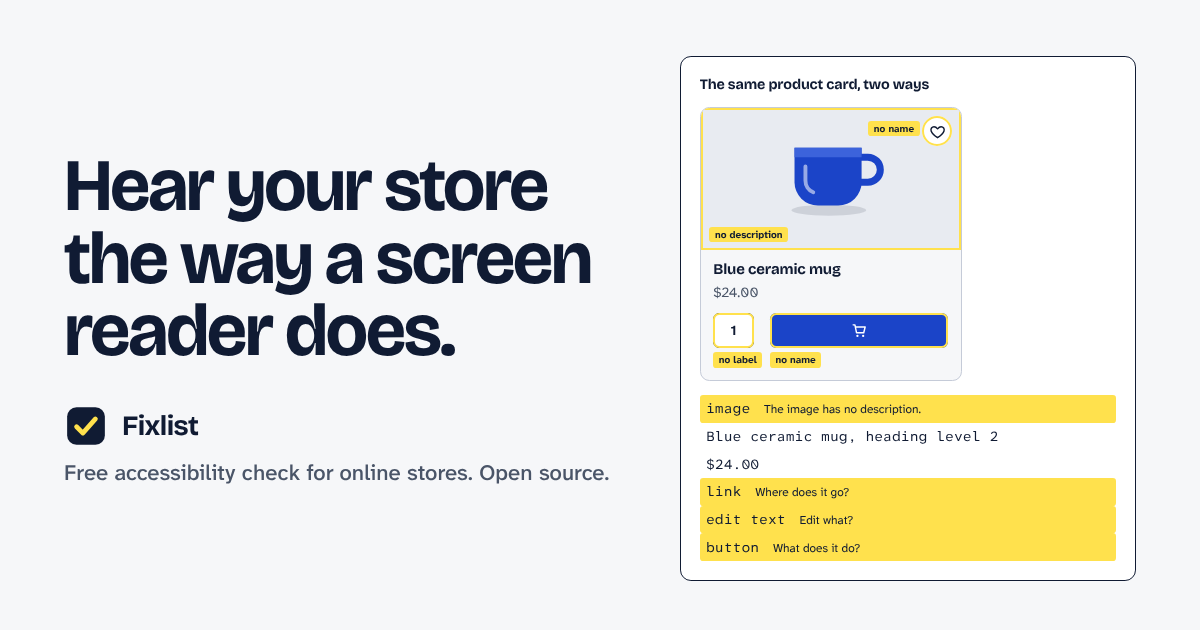 Hear your store
the way a screen
reader does.
Fixlist
Free accessibility check for online stores. Open source.
The same product card, two ways
no name
no description
Blue ceramic mug
$24.00
1
no label no name
image The image has no description.
Blue ceramic mug, heading level 2
$24.00
link Where does it go?
edit text Edit what?
button What does it do?